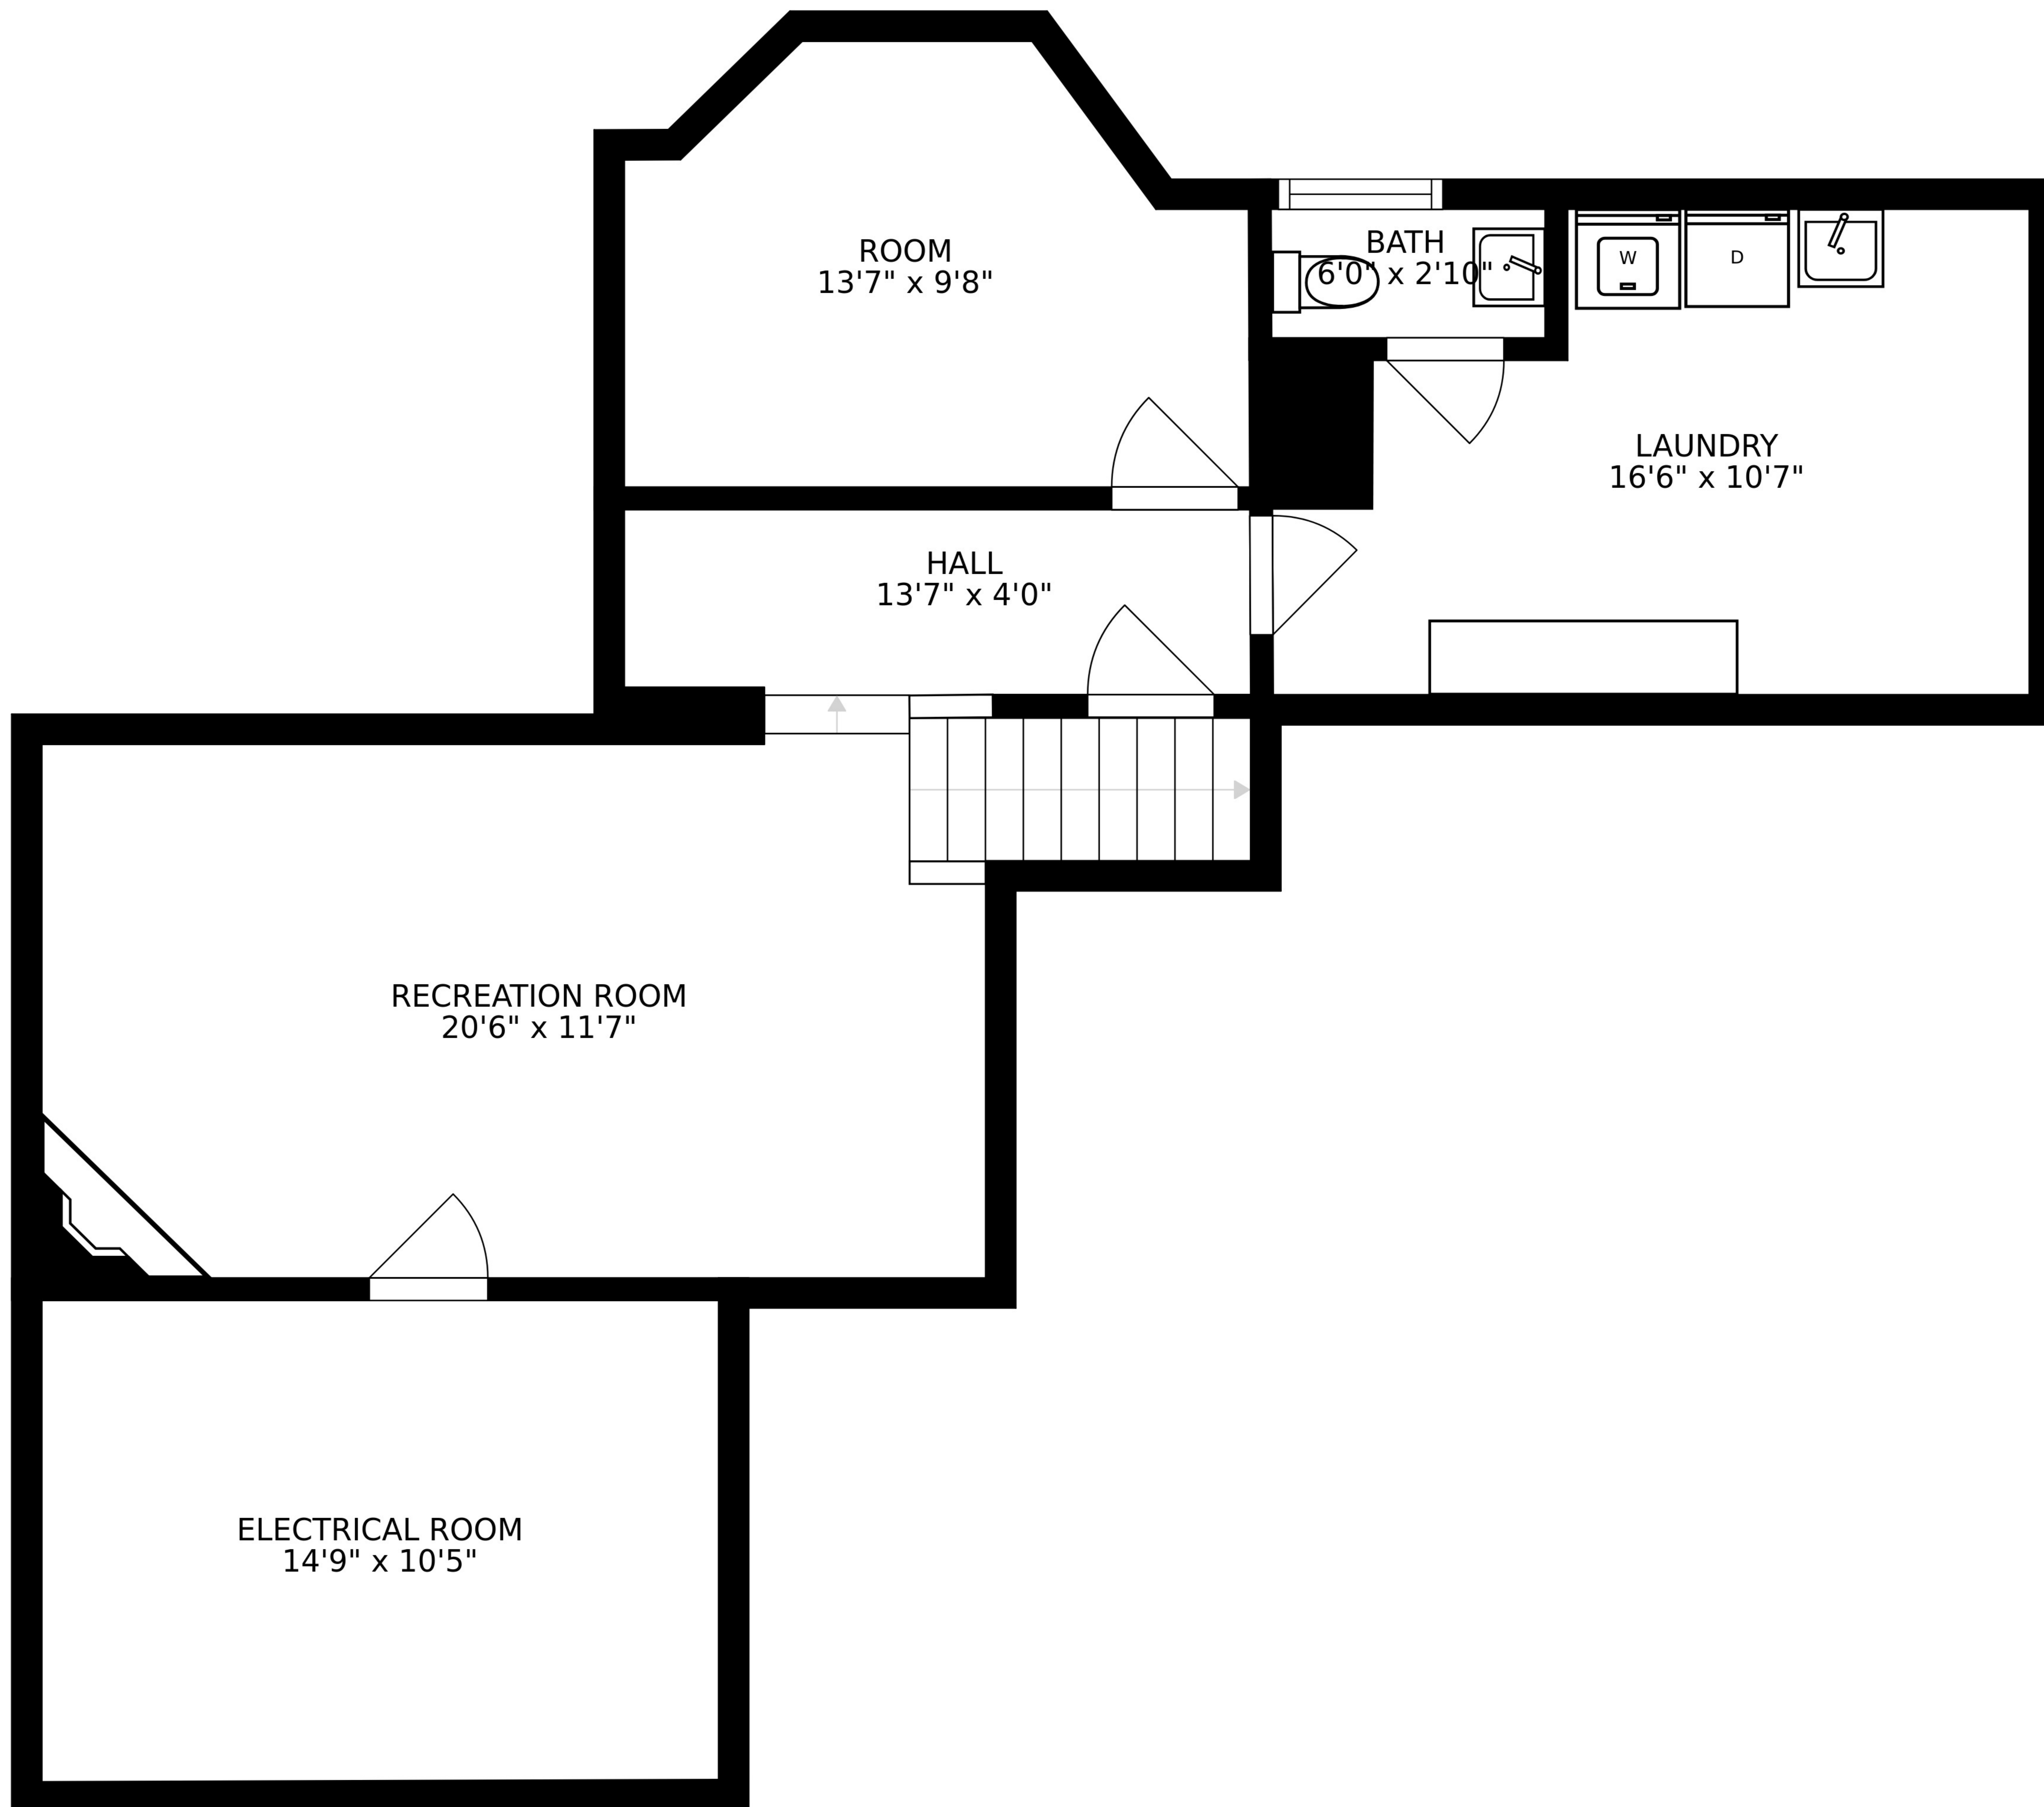 ROOM
13'7" x 9'8"
BATH
6'0" x 2'10"
W
D
LAUNDRY
16'6" x 10'7"
HALL
13'7" x 4'0"
RECREATION ROOM
20'6" x 11'7"
ELECTRICAL ROOM
14'9" x 10'5"